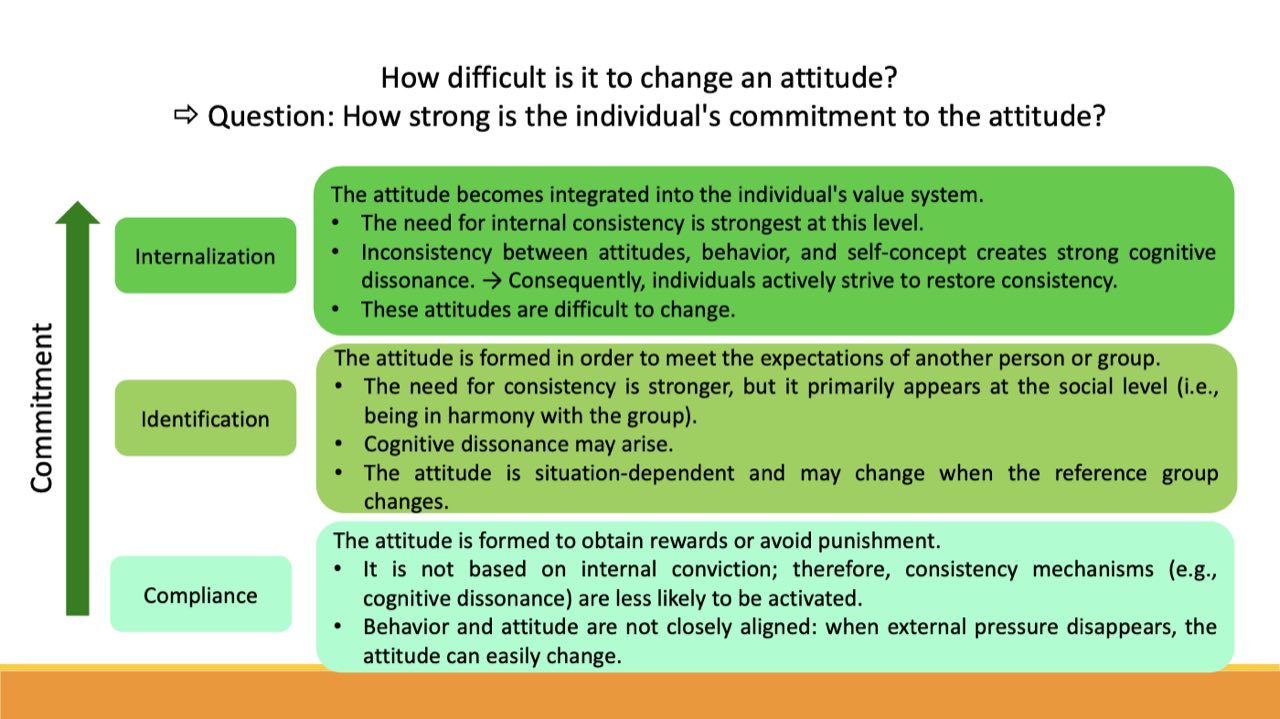 How difficult is it to change an attitude?
⇨ Question: How strong is the individual's commitment to the attitude?
Commitment
Internalization
The attitude becomes integrated into the individual's value system.
• The need for internal consistency is strongest at this level.
• Inconsistency between attitudes, behavior, and self-concept creates strong cognitive
dissonance. → Consequently, individuals actively strive to restore consistency.
• These attitudes are difficult to change.
Identification
The attitude is formed in order to meet the expectations of another person or group.
• The need for consistency is stronger, but it primarily appears at the social level (i.e.,
being in harmony with the group).
• Cognitive dissonance may arise.
• The attitude is situation-dependent and may change when the reference group
changes.
Compliance
The attitude is formed to obtain rewards or avoid punishment.
• It is not based on internal conviction; therefore, consistency mechanisms (e.g.,
cognitive dissonance) are less likely to be activated.
• Behavior and attitude are not closely aligned: when external pressure disappears, the
attitude can easily change.